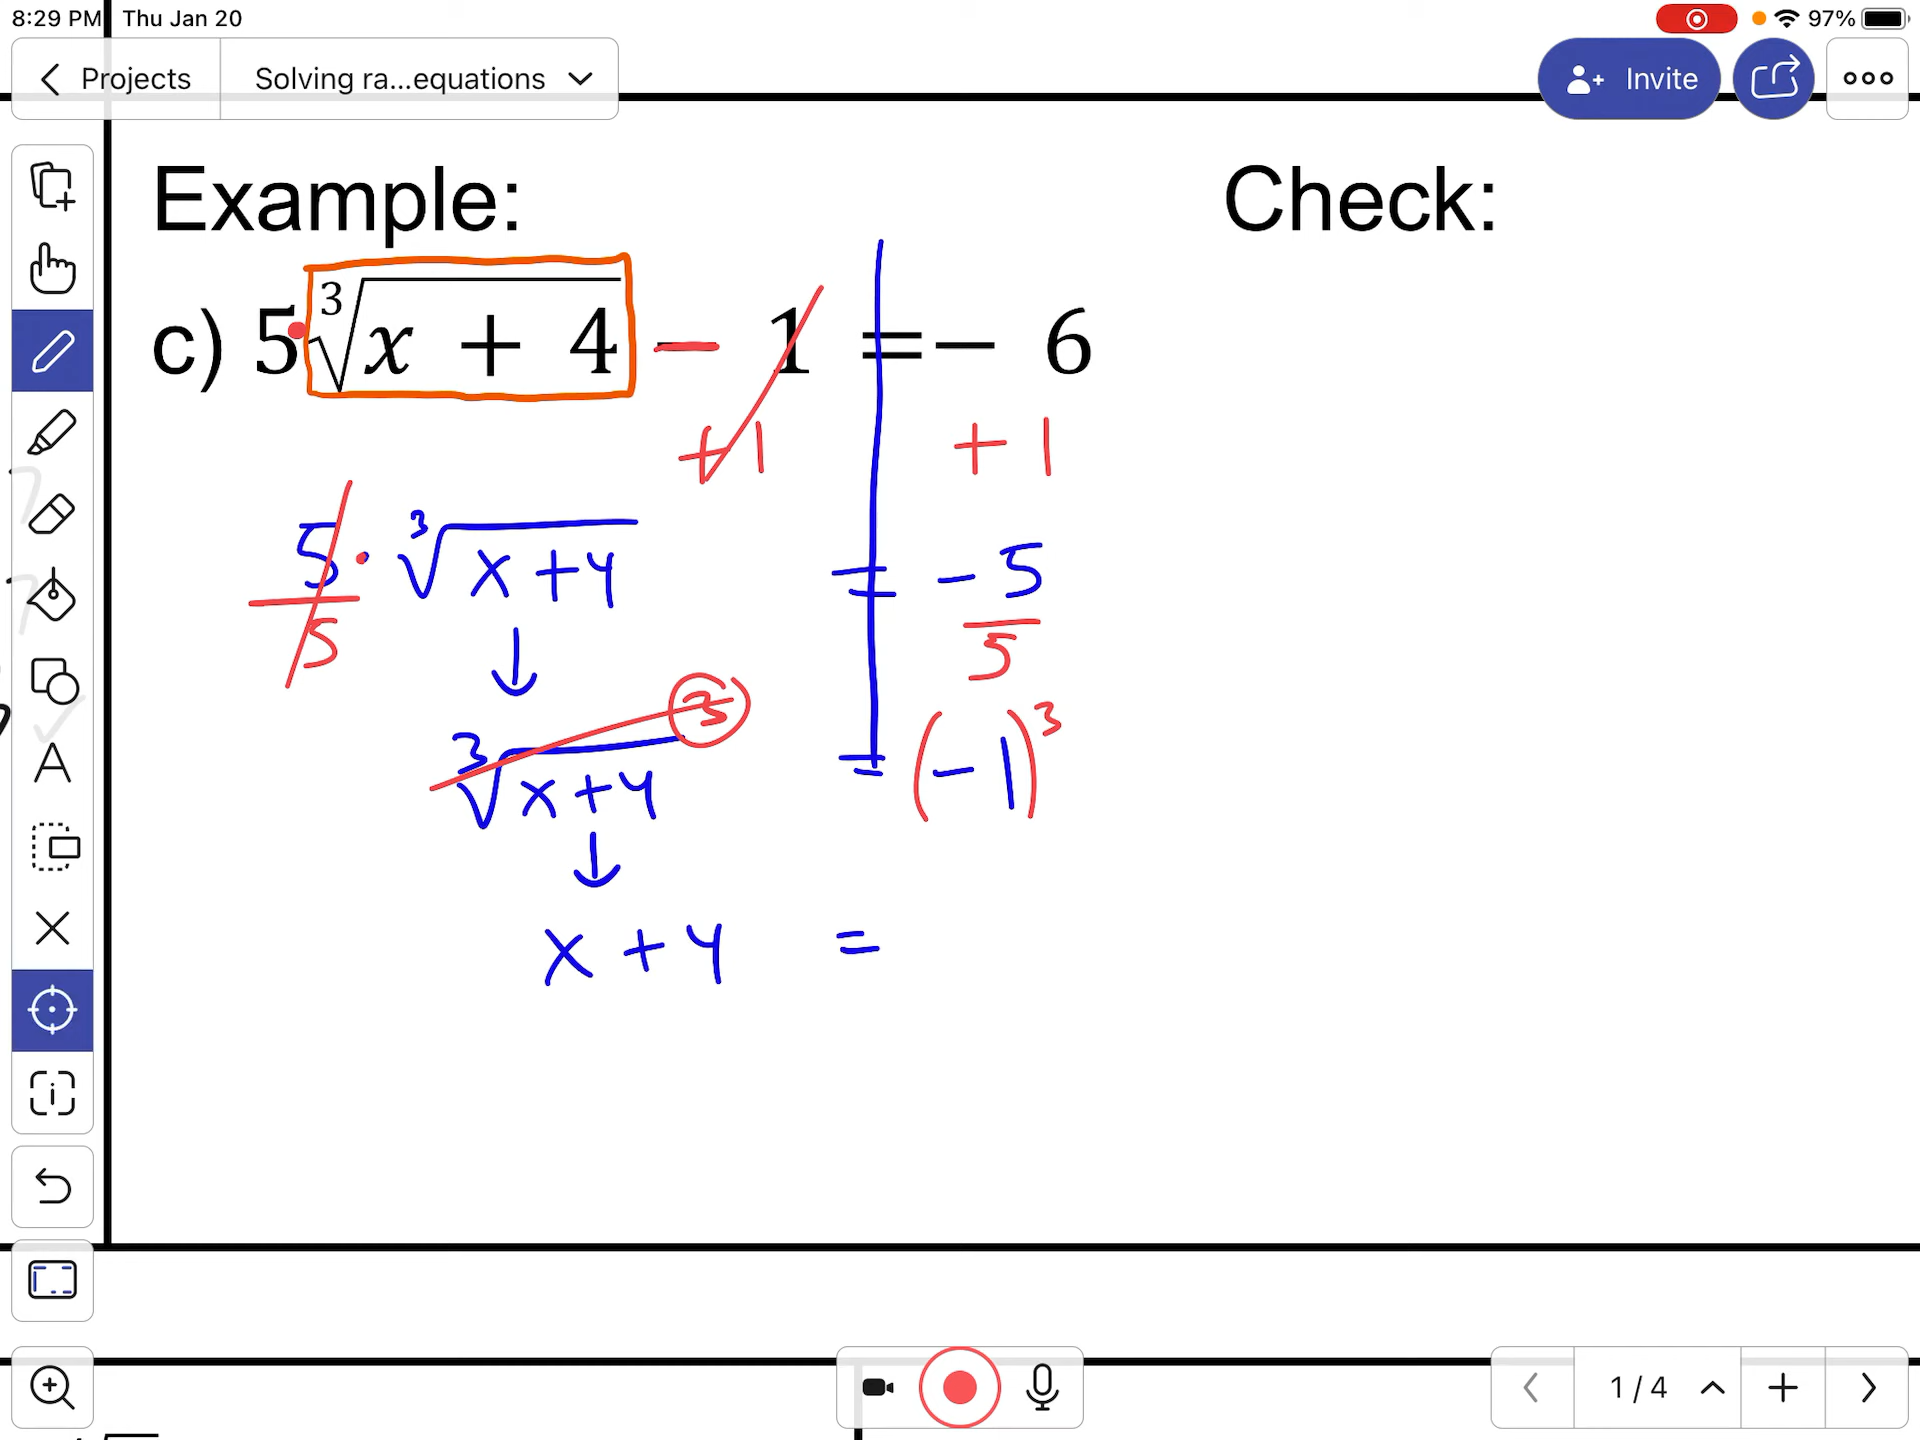 8:29 PM Thu Jan 20 97%
Projects Solving ra...equations Invite
Example: Check:
c) 5∛x + 4 − 1 = − 6
+1 +1
5 · ∛x+4 = −5
5 5
∛x+4 ³ = (−1)³
x + 4 =
A
1 / 4